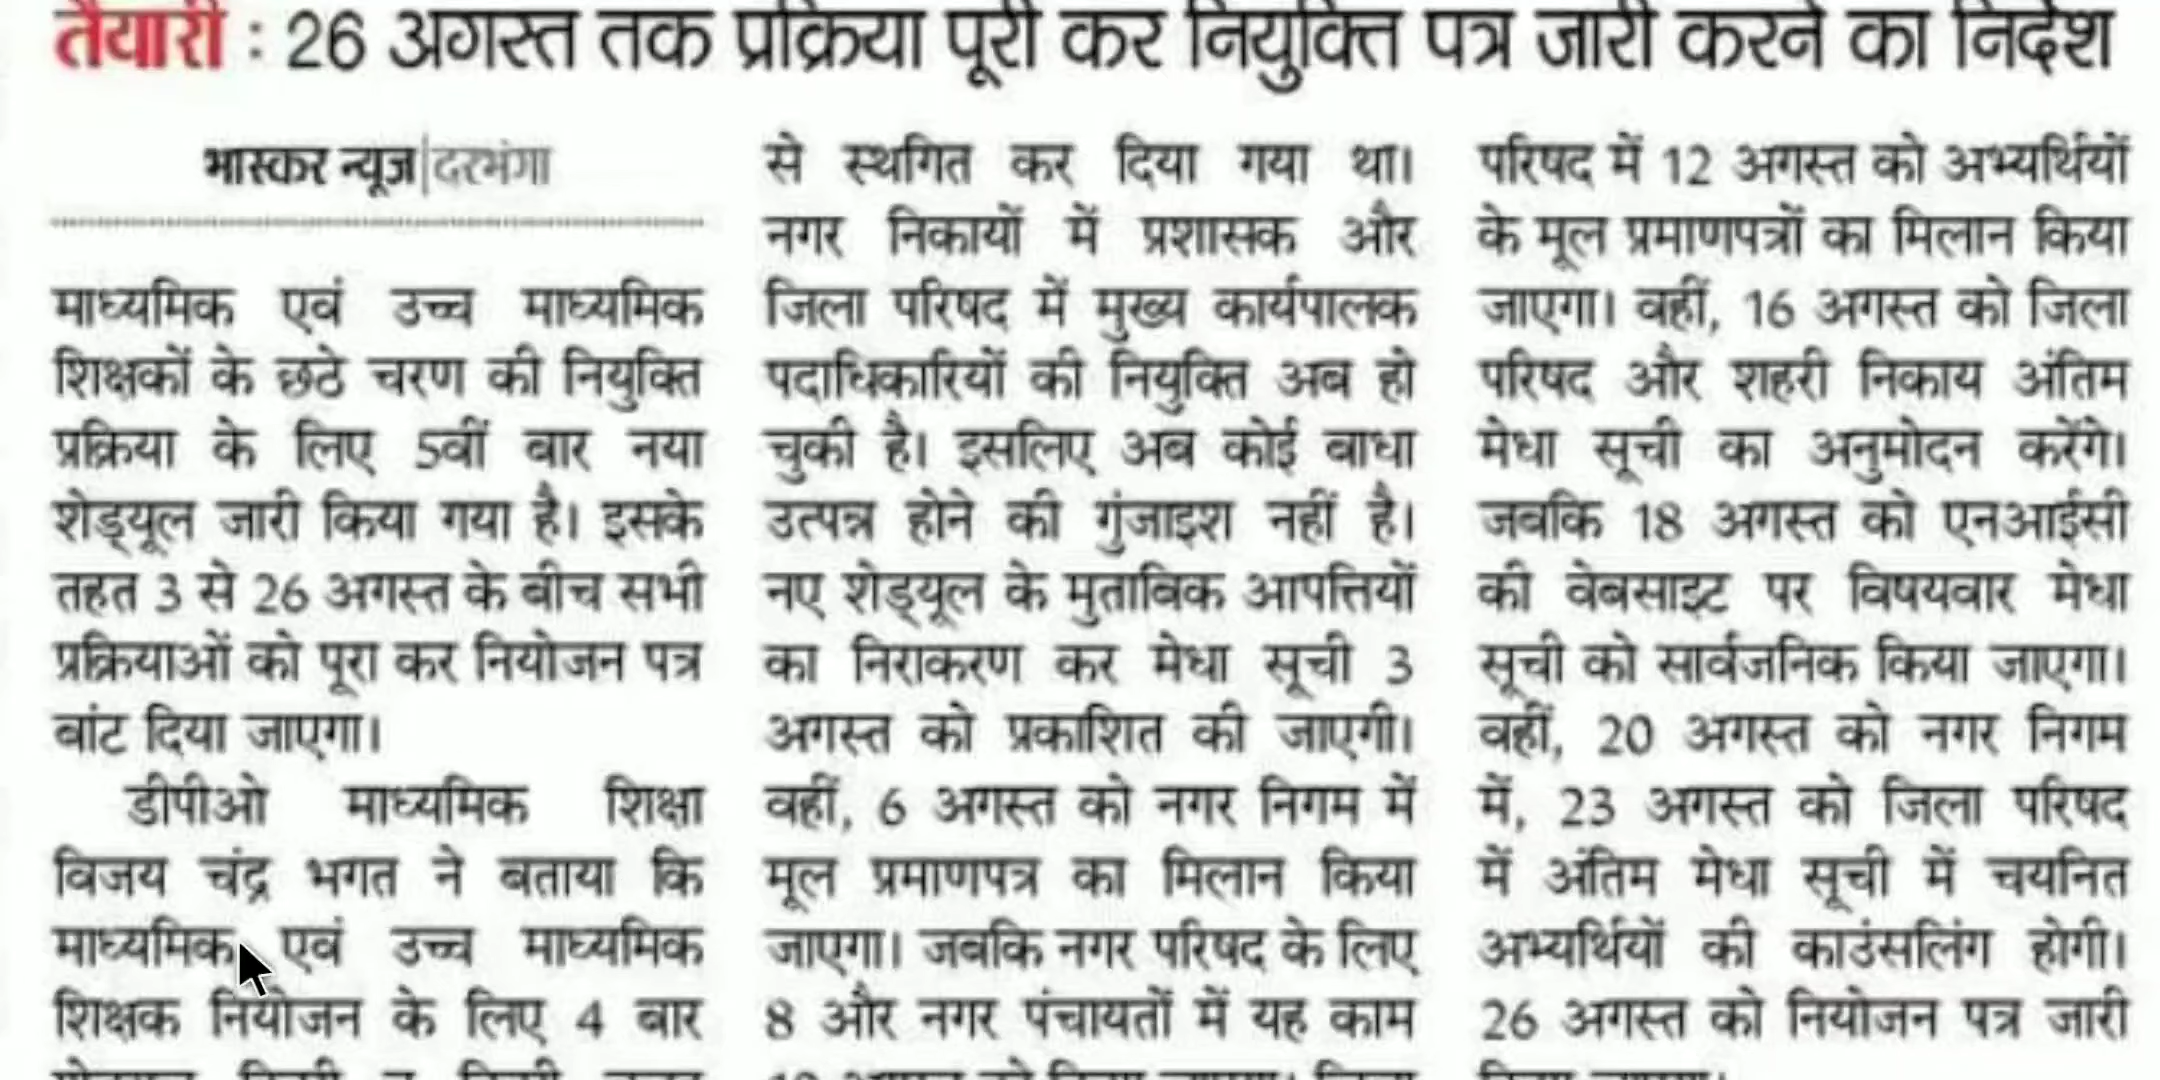 तैयारी : 26 अगस्त तक प्रक्रिया पूरी कर नियुक्ति पत्र जारी करने का निर्देश
भास्कर न्यूज|दरभंगा
माध्यमिक एवं उच्च माध्यमिक
शिक्षकों के छठे चरण की नियुक्ति
प्रक्रिया के लिए 5वीं बार नया
शेड्यूल जारी किया गया है। इसके
तहत 3 से 26 अगस्त के बीच सभी
प्रक्रियाओं को पूरा कर नियोजन पत्र
बांट दिया जाएगा।
डीपीओ माध्यमिक शिक्षा
विजय चंद्र भगत ने बताया कि
माध्यमिक एवं उच्च माध्यमिक
शिक्षक नियोजन के लिए 4 बार
से स्थगित कर दिया गया था।
नगर निकायों में प्रशासक और
जिला परिषद में मुख्य कार्यपालक
पदाधिकारियों की नियुक्ति अब हो
चुकी है। इसलिए अब कोई बाधा
उत्पन्न होने की गुंजाइश नहीं है।
नए शेड्यूल के मुताबिक आपत्तियों
का निराकरण कर मेधा सूची 3
अगस्त को प्रकाशित की जाएगी।
वहीं, 6 अगस्त को नगर निगम में
मूल प्रमाणपत्र का मिलान किया
जाएगा। जबकि नगर परिषद के लिए
8 और नगर पंचायतों में यह काम
परिषद में 12 अगस्त को अभ्यर्थियों
के मूल प्रमाणपत्रों का मिलान किया
जाएगा। वहीं, 16 अगस्त को जिला
परिषद और शहरी निकाय अंतिम
मेधा सूची का अनुमोदन करेंगे।
जबकि 18 अगस्त को एनआईसी
की वेबसाइट पर विषयवार मेधा
सूची को सार्वजनिक किया जाएगा।
वहीं, 20 अगस्त को नगर निगम
में, 23 अगस्त को जिला परिषद
में अंतिम मेधा सूची में चयनित
अभ्यर्थियों की काउंसलिंग होगी।
26 अगस्त को नियोजन पत्र जारी